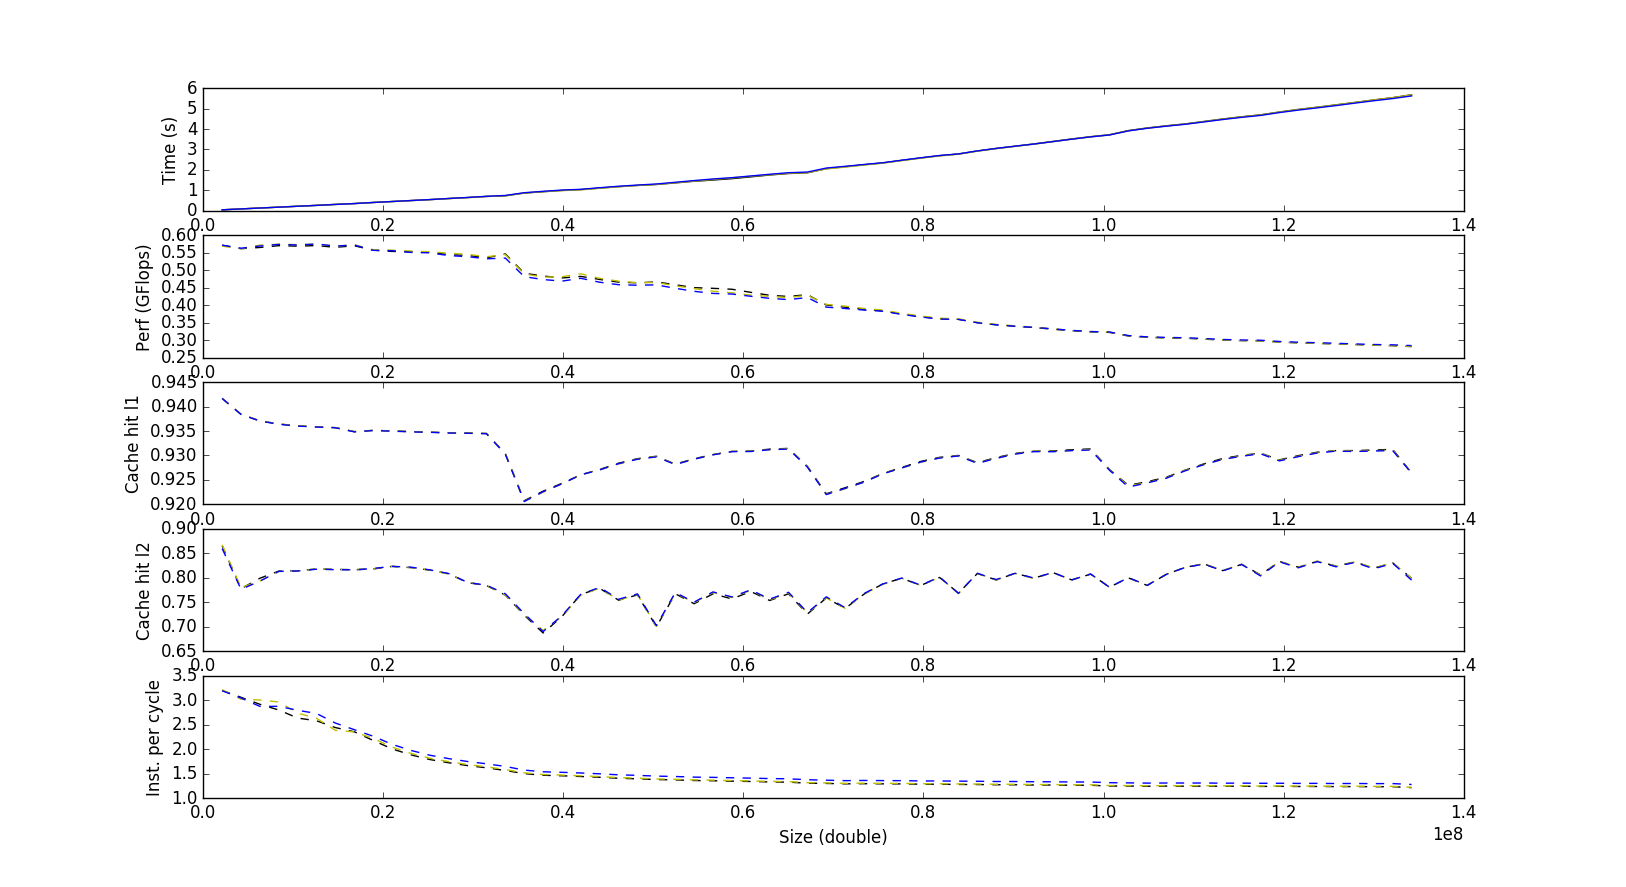 6
5
4
3
2
1
0
Time (s)
0.0 0.2 0.4 0.6 0.8 1.0 1.2 1.4
0.60
0.55
0.50
0.45
0.40
0.35
0.30
0.25
Perf (GFlops)
0.0 0.2 0.4 0.6 0.8 1.0 1.2 1.4
0.945
0.940
0.935
0.930
0.925
0.920
Cache hit l1
0.0 0.2 0.4 0.6 0.8 1.0 1.2 1.4
0.90
0.85
0.80
0.75
0.70
0.65
Cache hit l2
0.0 0.2 0.4 0.6 0.8 1.0 1.2 1.4
3.5
3.0
2.5
2.0
1.5
1.0
Inst. per cycle
0.0 0.2 0.4 0.6 0.8 1.0 1.2 1.4
Size (double)
1e8